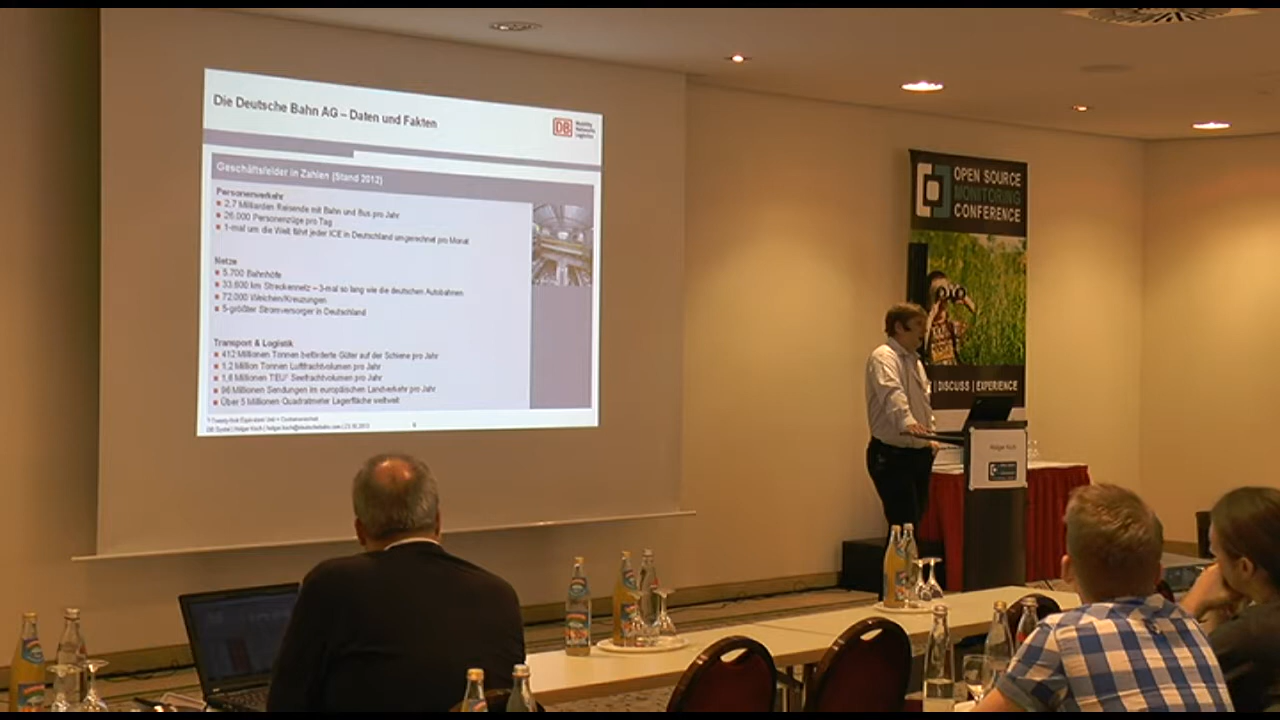 Die Deutsche Bahn AG – Daten und Fakten
DB
Mobility
Networks
Logistics
Geschäftsfelder in Zahlen (Stand 2012)
Personenverkehr
2,7 Milliarden Reisende mit Bahn und Bus pro Jahr
26.000 Personenzüge pro Tag
1-mal um die Welt fährt jeder ICE in Deutschland umgerechnet pro Monat
Netze
5.700 Bahnhöfe
33.600 km Streckennetz – 3-mal so lang wie die deutschen Autobahnen
72.000 Weichen/Kreuzungen
5-größter Stromversorger in Deutschland
Transport & Logistik
412 Millionen Tonnen beförderte Güter auf der Schiene pro Jahr
1,2 Million Tonnen Luftfrachtvolumen pro Jahr
1,8 Millionen TEU* Seefrachtvolumen pro Jahr
96 Millionen Sendungen im europäischen Landverkehr pro Jahr
Über 5 Millionen Quadratmeter Lagerfläche weltweit
OPEN SOURCE
MONITORING
CONFERENCE
| DISCUSS | EXPERIENCE
Holger Koch